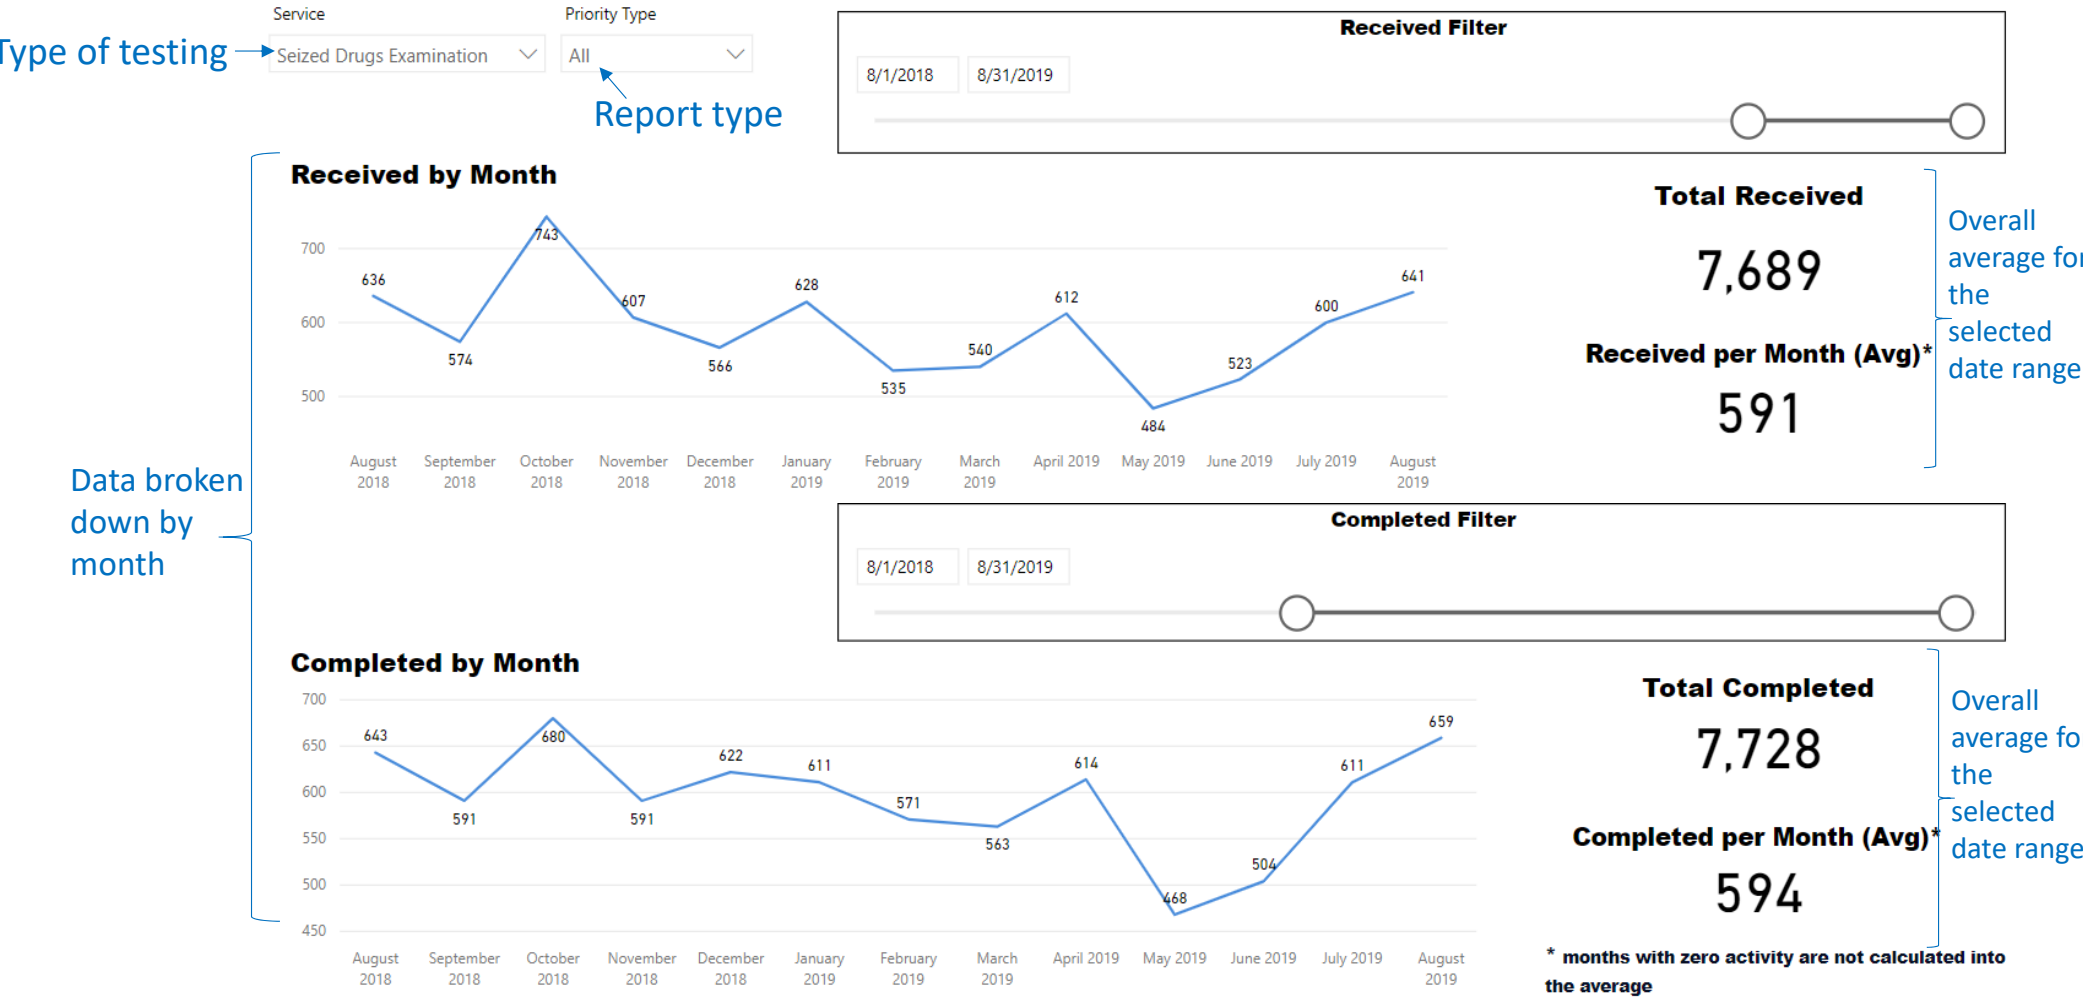 Service
Priority Type
Type of testing
Seized Drugs Examination
All
Report type
Received Filter
8/1/2018
8/31/2019
Received by Month
700
600
500
636
574
743
607
566
628
535
540
612
484
523
600
641
August 2018
September 2018
October 2018
November 2018
December 2018
January 2019
February 2019
March 2019
April 2019
May 2019
June 2019
July 2019
August 2019
Total Received
7,689
Received per Month (Avg)*
591
Overall
average for
the
selected
date range
Data broken
down by
month
Completed Filter
8/1/2018
8/31/2019
Completed by Month
700
650
600
550
500
450
643
591
680
591
622
611
571
563
614
468
504
611
659
August 2018
September 2018
October 2018
November 2018
December 2018
January 2019
February 2019
March 2019
April 2019
May 2019
June 2019
July 2019
August 2019
Total Completed
7,728
Completed per Month (Avg)*
594
Overall
average fo
the
selected
date range
* months with zero activity are not calculated into
the average